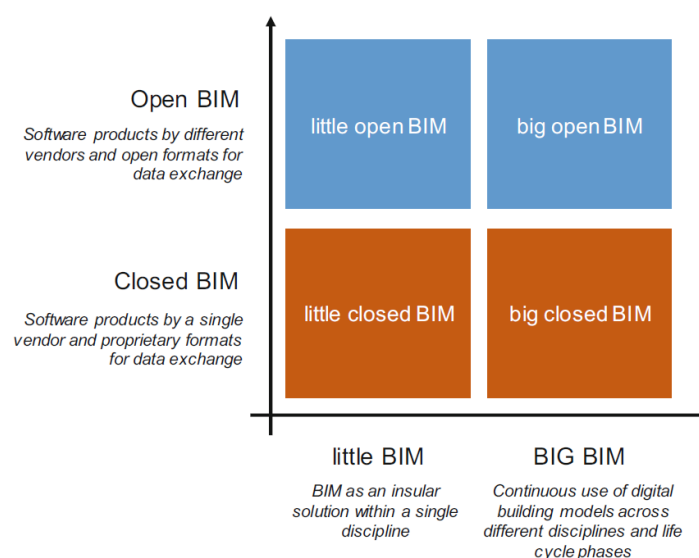 Open BIM
Software products by different
vendors and open formats for
data exchange
little open BIM
big open BIM
Closed BIM
Software products by a single
vendor and proprietary formats
for data exchange
little closed BIM
big closed BIM
little BIM
BIM as an insular
solution within a single
discipline
BIG BIM
Continuous use of digital
building models across
different disciplines and life
cycle phases